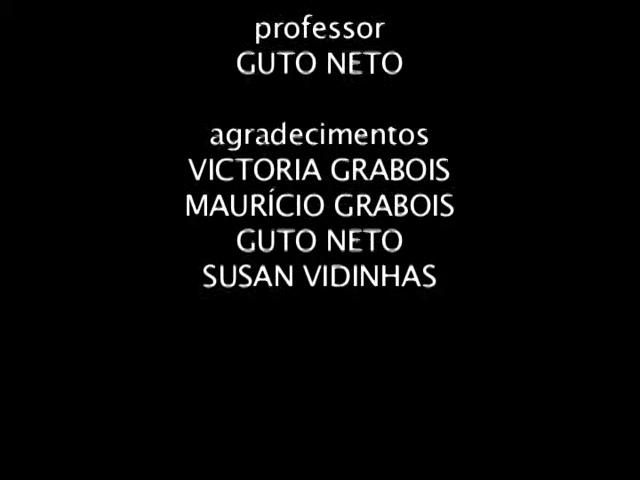 professor
GUTO NETO
agradecimentos
VICTORIA GRABOIS
MAURÍCIO GRABOIS
GUTO NETO
SUSAN VIDINHAS